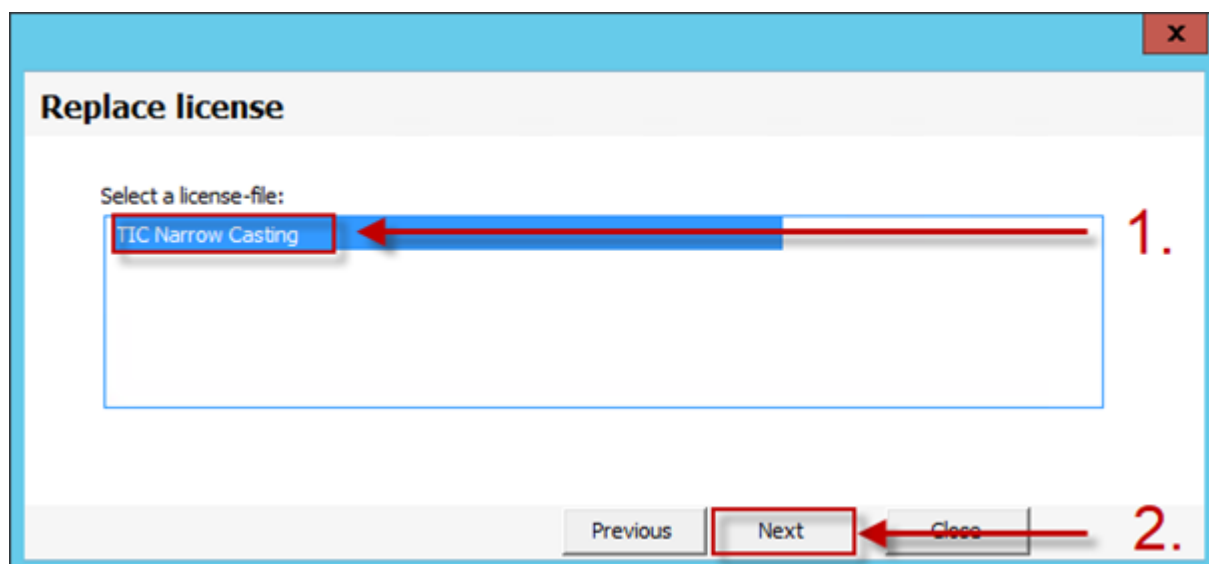 x
Replace license
Select a license-file:
TIC Narrow Casting
1.
Previous Next Close 2.